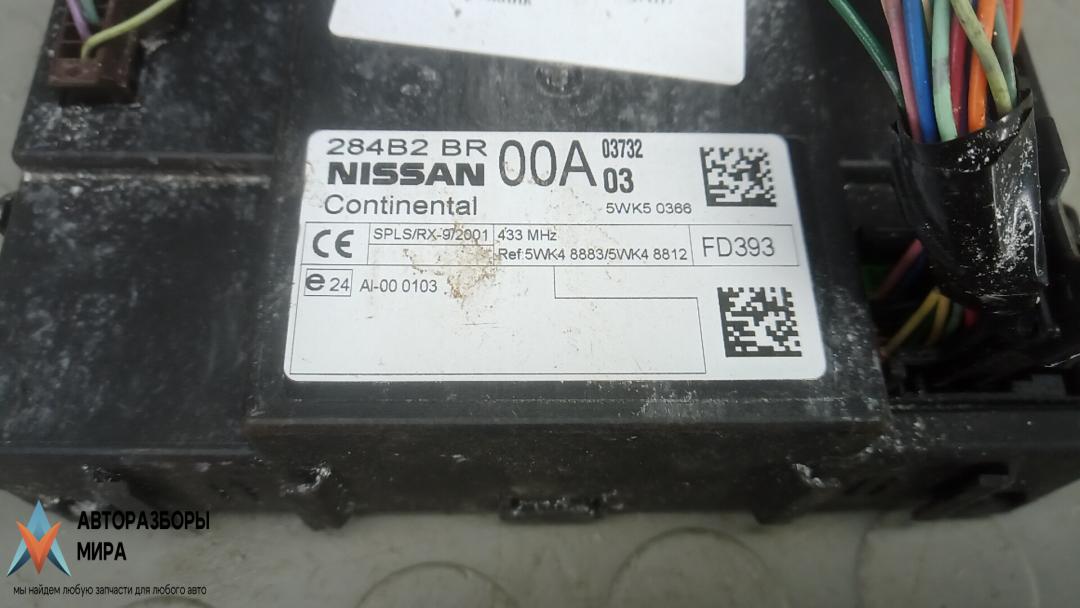 284B2 BR 00A 03732
NISSAN 03
Continental 5WK5 0366
CE SPLS/RX-9/2001 433 MHz FD393
Ref:5WK4 8883/5WK4 8812
e 24 AI-00 0103
АВТОРАЗБОРЫ
МИРА
мы найдем любую запчасти для любого авто